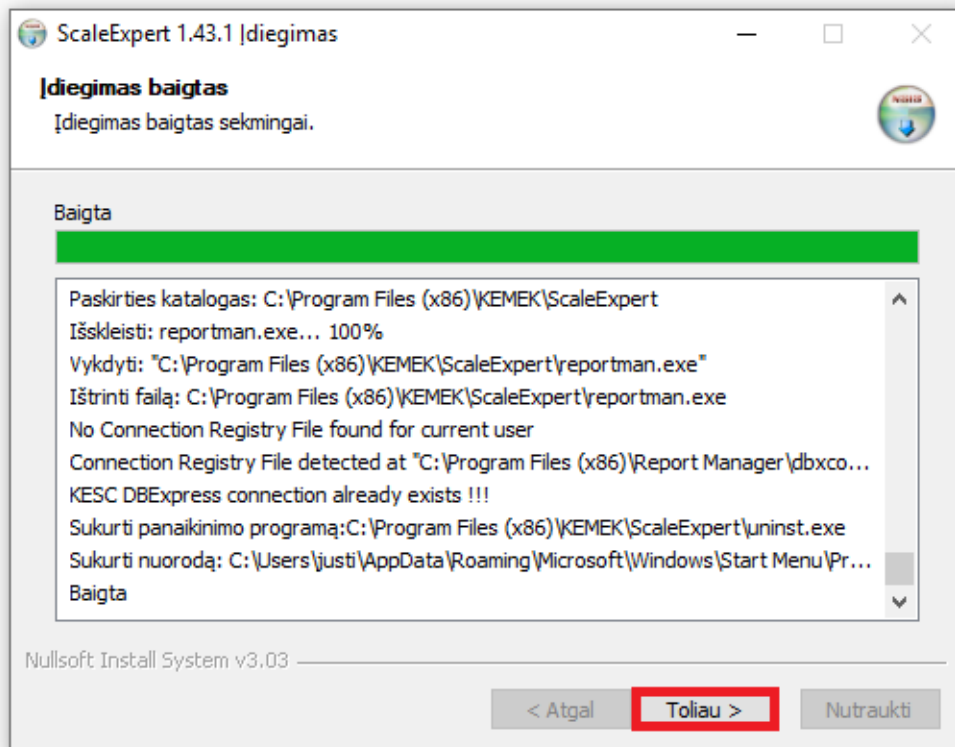 ScaleExpert 1.43.1 Įdiegimas
Įdiegimas baigtas
Įdiegimas baigtas sekmingai.
Baigta
Paskirties katalogas: C:\Program Files (x86)\KEMEK\ScaleExpert
Išskleisti: reportman.exe... 100%
Vykdyti: "C:\Program Files (x86)\KEMEK\ScaleExpert\reportman.exe"
Ištrinti failą: C:\Program Files (x86)\KEMEK\ScaleExpert\reportman.exe
No Connection Registry File found for current user
Connection Registry File detected at "C:\Program Files (x86)\Report Manager\dbxco...
KESC DBExpress connection already exists !!!
Sukurti panaikinimo programą:C:\Program Files (x86)\KEMEK\ScaleExpert\uninst.exe
Sukurti nuorodą: C:\Users\justi\AppData\Roaming\Microsoft\Windows\Start Menu\Pr...
Baigta
Nullsoft Install System v3.03
< Atgal
Toliau >
Nutraukti